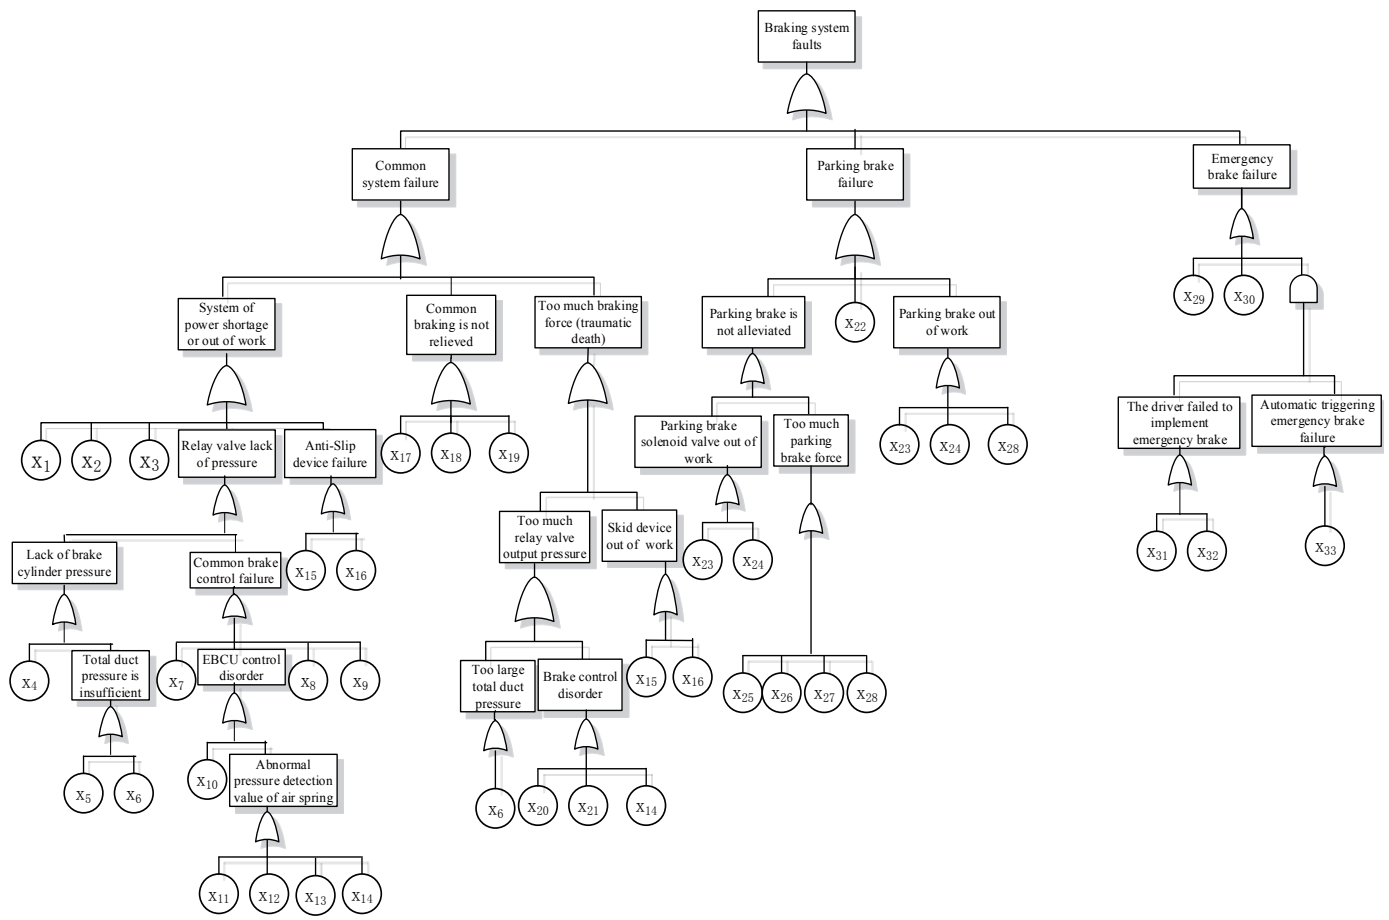 Braking system
faults
Common
system failure
Parking brake
failure
Emergency
brake failure
System of
power shortage
or out of work
Common
braking is not
relieved
Too much braking
force (traumatic
death)
Parking brake is
not alleviated
X22
Parking brake out
of work
X29
X30
X1
X2
X3
Relay valve lack
of pressure
Anti-Slip
device failure
X17
X18
X19
Parking brake
solenoid valve out of
work
Too much
parking
brake force
X23
X24
X28
The driver failed to
implement
emergency brake
Automatic triggering
emergency brake
failure
Lack of brake
cylinder pressure
Common brake
control failure
X15
X16
Too much
relay valve
output pressure
Skid device
out of work
X23
X24
X31
X32
X33
X4
Total duct
pressure is
insufficient
X7
EBCU control
disorder
X8
X9
Too large
total duct
pressure
Brake control
disorder
X15
X16
X25
X26
X27
X28
X5
X6
X10
Abnormal
pressure detection
value of air spring
X6
X20
X21
X14
X11
X12
X13
X14